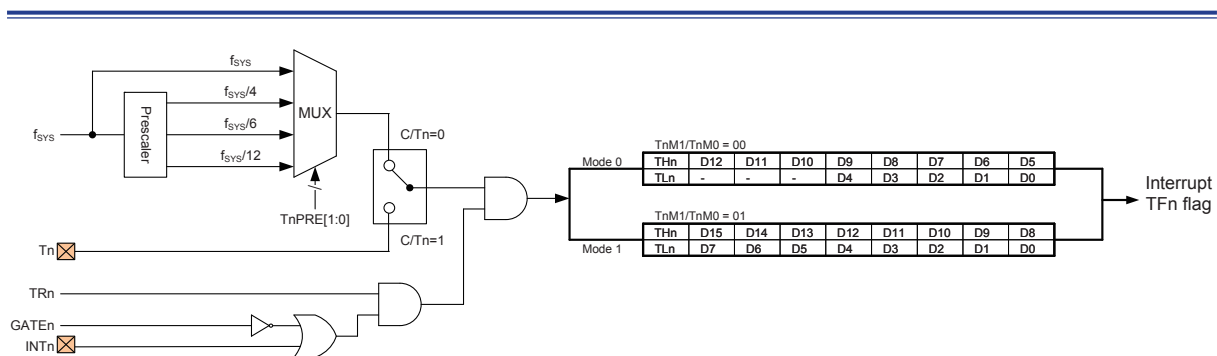 fSYS
fSYS/4
fSYS/6
fSYS/12
fSYS
Prescaler
MUX
C/Tn=0
TnPRE[1:0]
C/Tn=1
Tn
TRn
GATEn
INTn
Mode 0
TnM1/TnM0 = 00
THn D12 D11 D10 D9 D8 D7 D6 D5
TLn - - - D4 D3 D2 D1 D0
Mode 1
TnM1/TnM0 = 01
THn D15 D14 D13 D12 D11 D10 D9 D8
TLn D7 D6 D5 D4 D3 D2 D1 D0
Interrupt
TFn flag